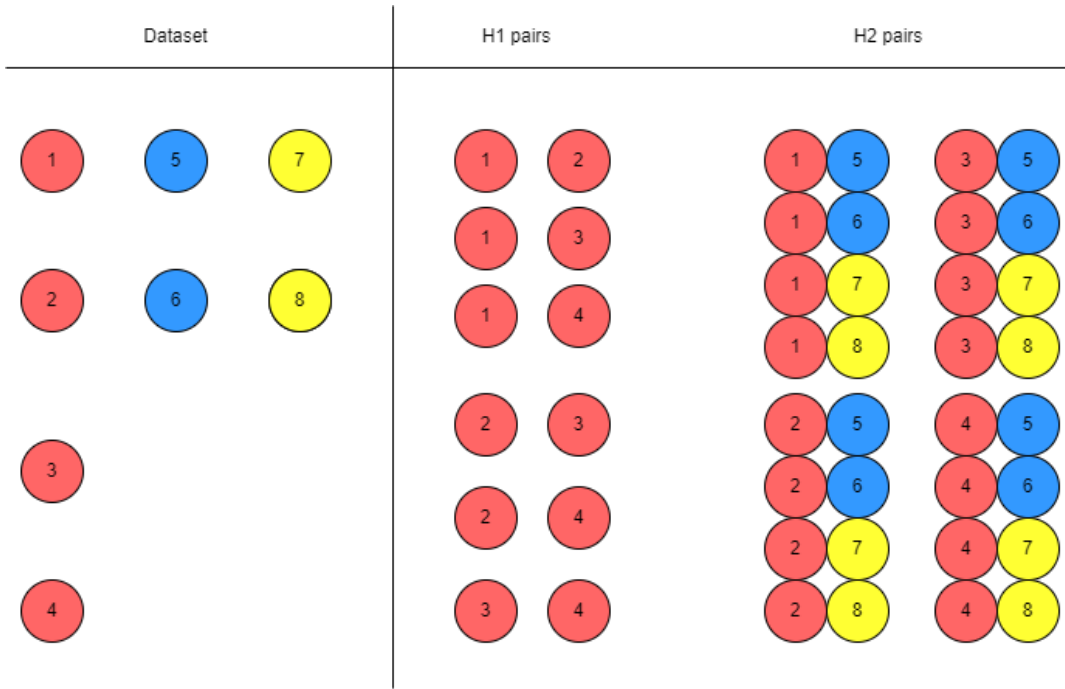 Dataset H1 pairs H2 pairs
1 5 7 1 2 1 5 3 5
1 3 1 6 3 6
1 7 3 7
2 6 8 1 4 1 8 3 8
2 3 2 5 4 5
3 2 6 4 6
2 4 2 7 4 7
4 3 4 2 8 4 8